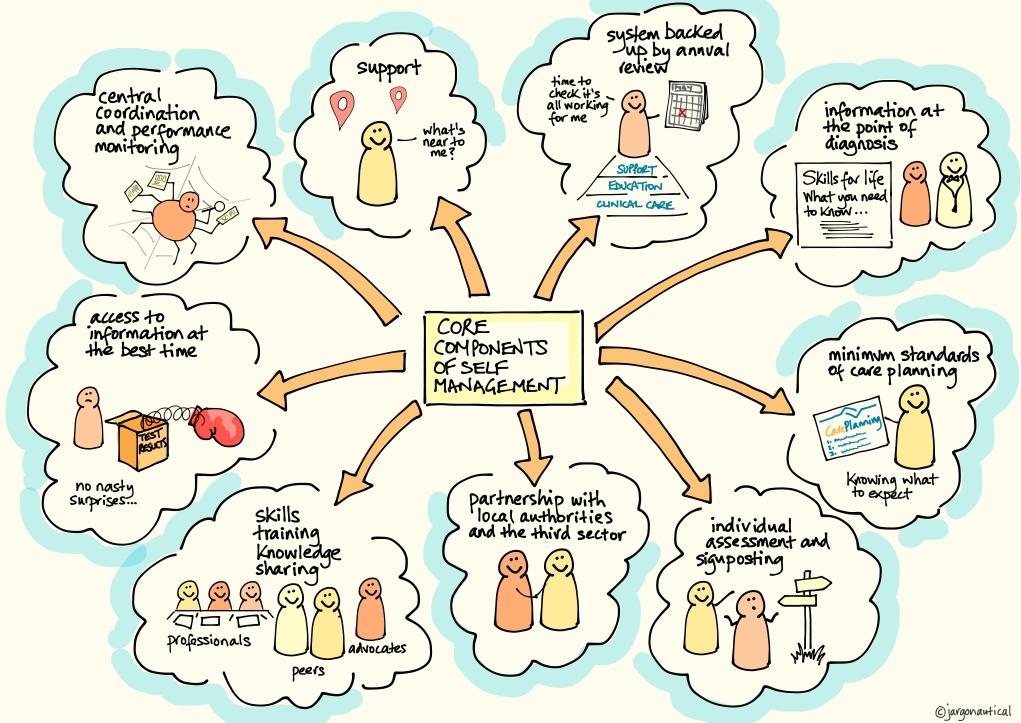 CORE
COMPONENTS
OF SELF
MANAGEMENT
central
coordination
and performance
monitoring
support
what's
near to
me?
system backed
up by annual
review
time to
check it's
all working
for me
MAY
SUPPORT
EDUCATION
CLINICAL CARE
information at
the point of
diagnosis
Skills for life
What you need
to know...
minimum standards
of care planning
CarePlanning
1.
2.
3.
Knowing what
to expect
individual
assessment and
signposting
partnership with
local authorities
and the third sector
skills
training
Knowledge
sharing
professionals
peers
advocates
access to
information at
the best time
TEST
RESULTS
no nasty
surprises...
©jargonautical